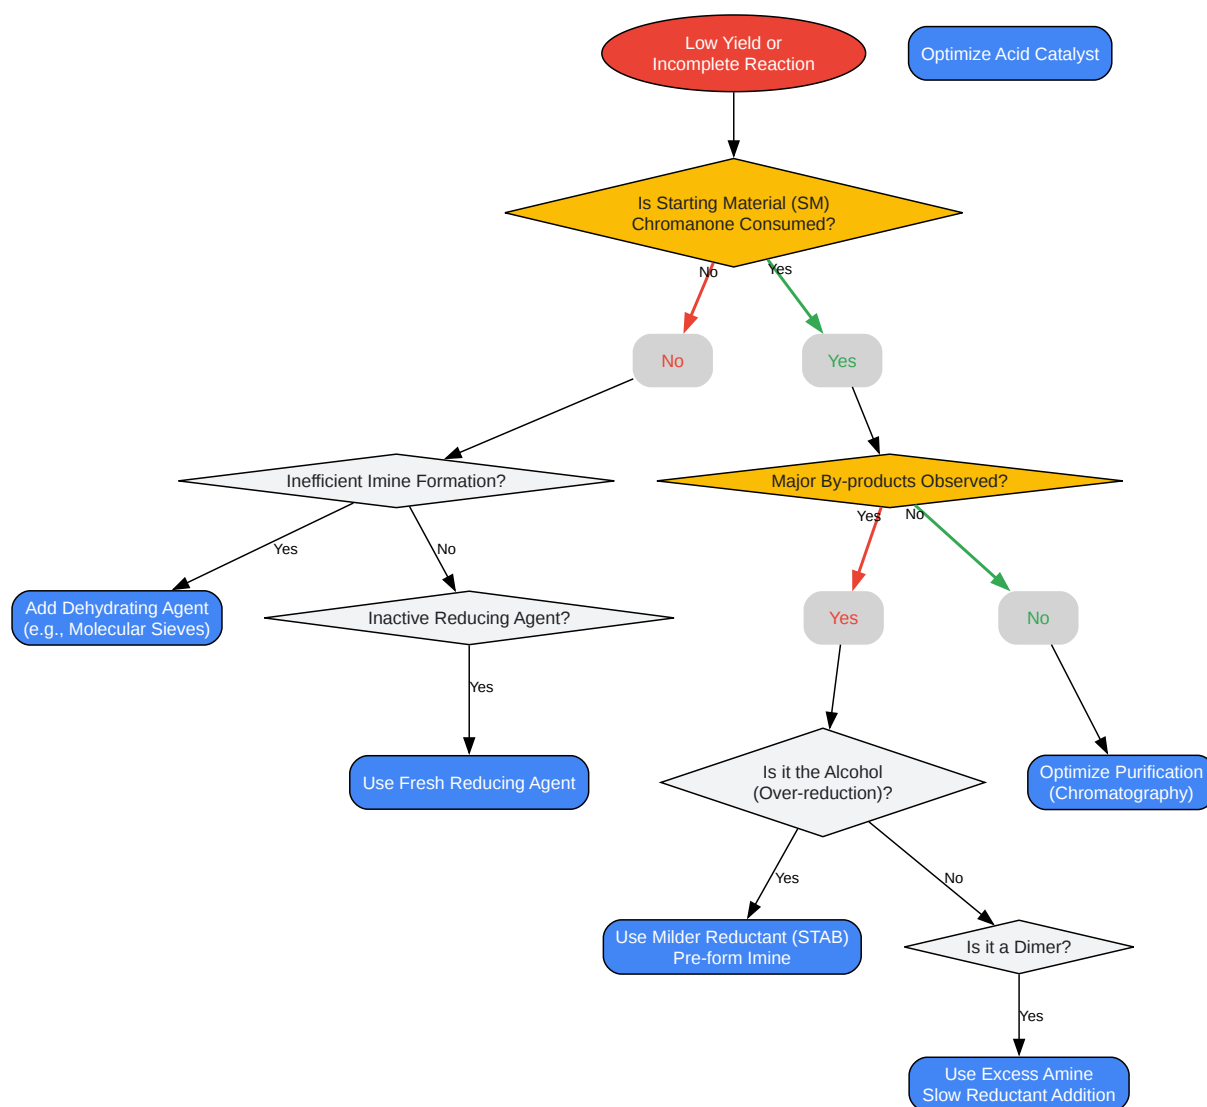 Low Yield or
Incomplete Reaction
Optimize Acid Catalyst
Is Starting Material (SM)
Chromanone Consumed?
No
Yes
No
Yes
Inefficient Imine Formation?
Major By-products Observed?
Yes
No
Yes
No
Add Dehydrating Agent
(e.g., Molecular Sieves)
Inactive Reducing Agent?
Yes
No
Yes
Use Fresh Reducing Agent
Is it the Alcohol
(Over-reduction)?
Optimize Purification
(Chromatography)
Yes
No
Use Milder Reductant (STAB)
Pre-form Imine
Is it a Dimer?
Yes
Use Excess Amine
Slow Reductant Addition